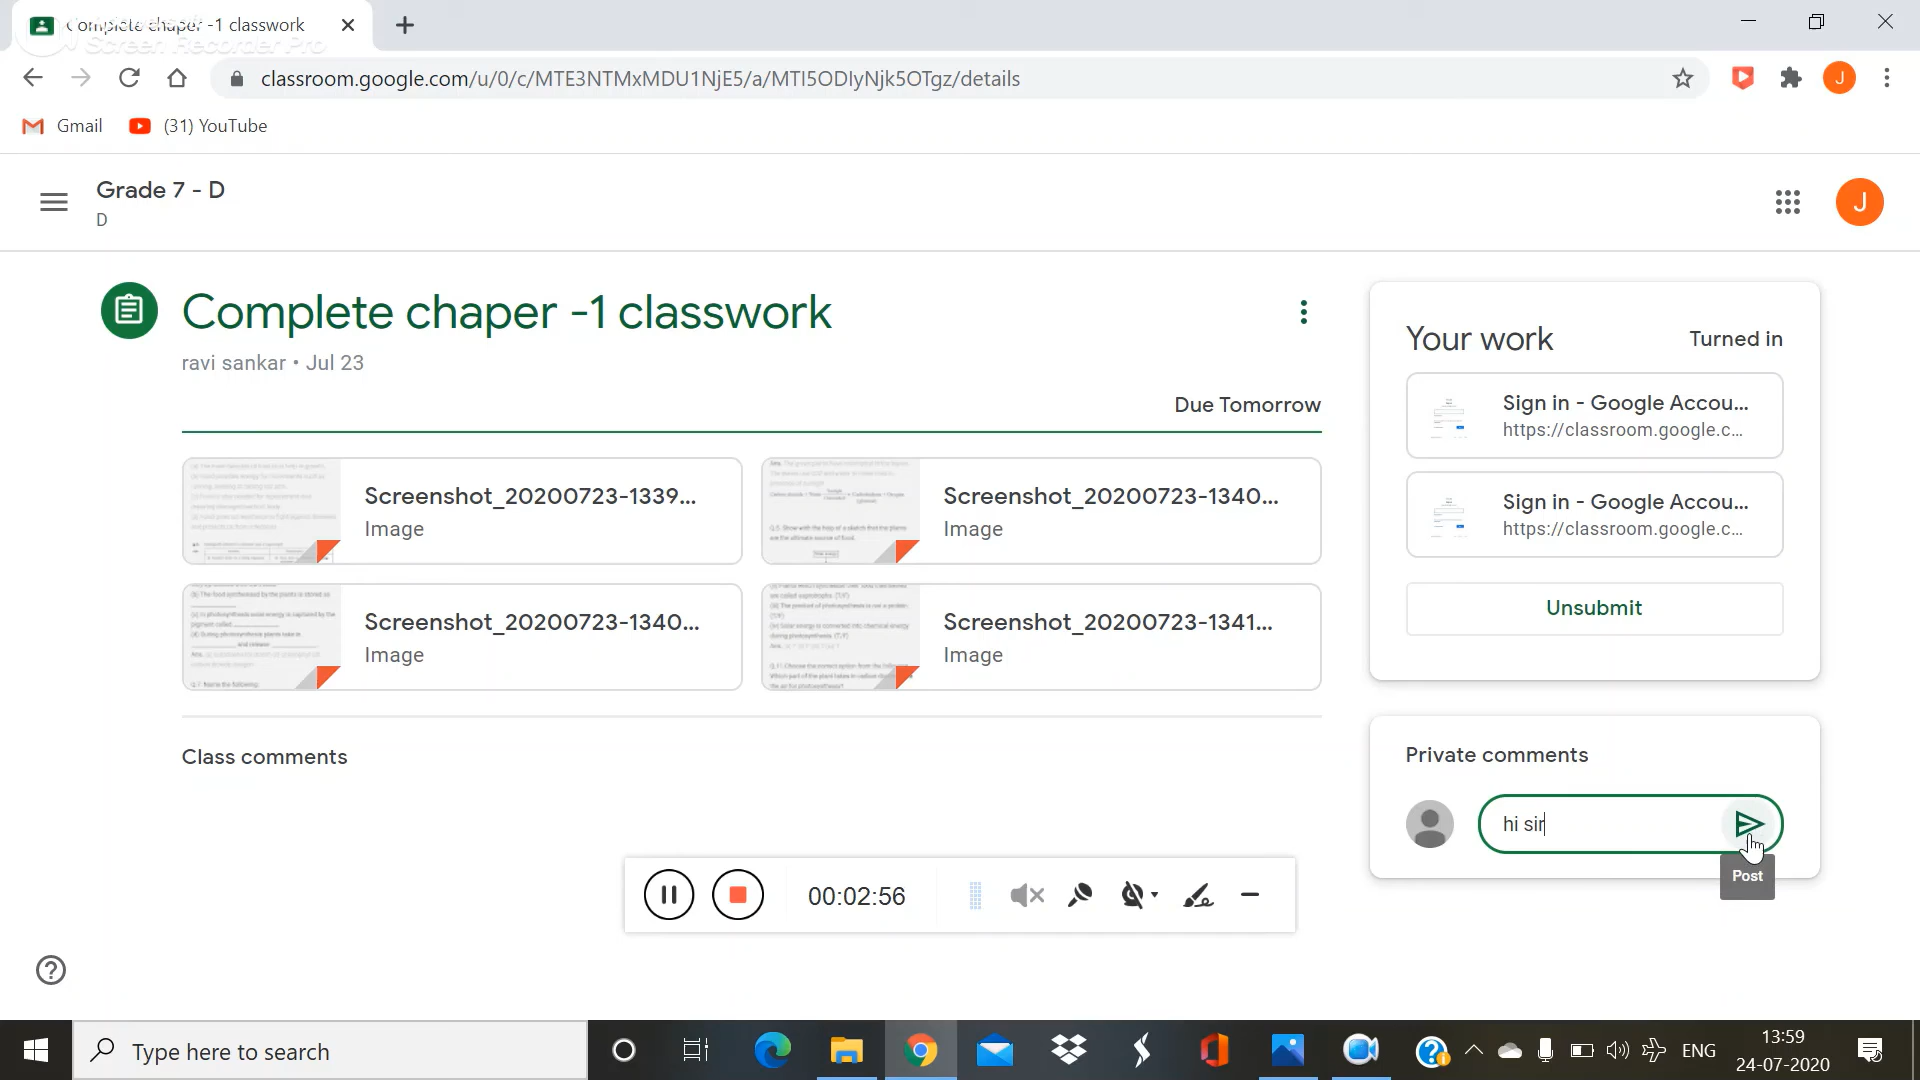 Complete chaper -1 classwork
Screen Recorder Pro
classroom.google.com/u/0/c/MTE3NTMxMDU1NjE5/a/MTI5ODIyNjk5OTgz/details
J
Gmail
(31) YouTube
Grade 7 - D
D
J
Complete chaper -1 classwork
ravi sankar • Jul 23
Due Tomorrow
Screenshot_20200723-1339...
Image
Screenshot_20200723-1340...
Image
Screenshot_20200723-1340...
Image
Screenshot_20200723-1341...
Image
Class comments
Your work
Turned in
Sign in - Google Accou...
https://classroom.google.c...
Sign in - Google Accou...
https://classroom.google.c...
Unsubmit
Private comments
hi sir
Post
00:02:56
Type here to search
ENG
13:59
24-07-2020